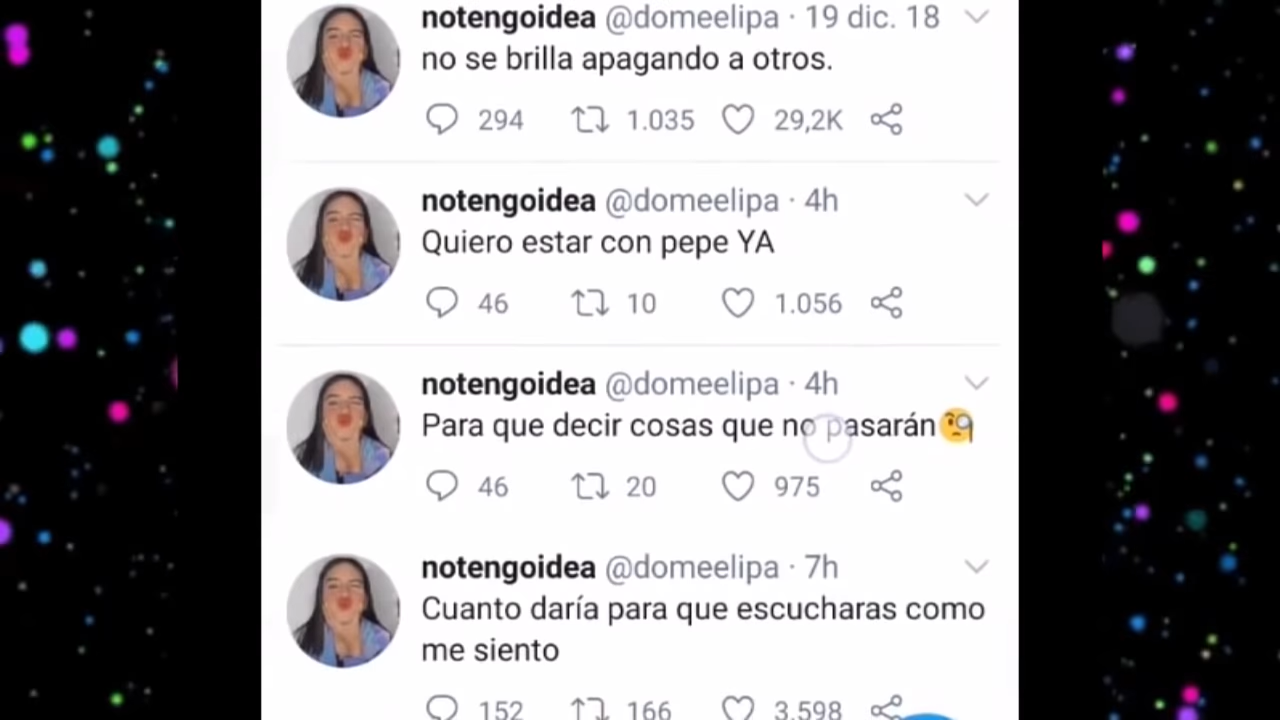 notengoidea @domeelipa · 19 dic. 18
no se brilla apagando a otros.
294 1.035 29,2K
notengoidea @domeelipa · 4h
Quiero estar con pepe YA
46 10 1.056
notengoidea @domeelipa · 4h
Para que decir cosas que no pasarán🧐
46 20 975
notengoidea @domeelipa · 7h
Cuanto daría para que escucharas como
me siento
152 166 3.598